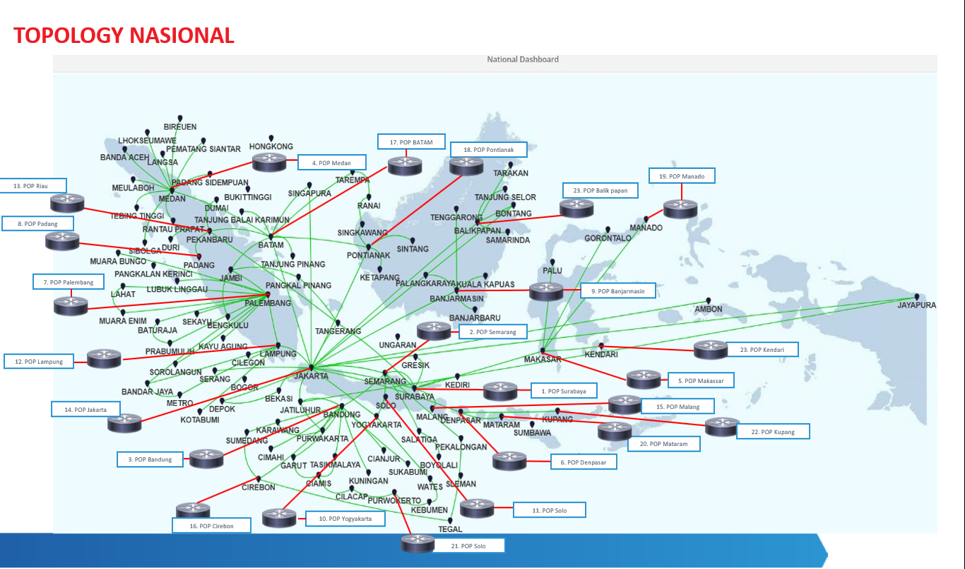 TOPOLOGY NASIONAL
National Dashboard
BIREUEN
LHOKSEUMAWE
PEMATANG SIANTAR
HONGKONG
17. POP BATAM
18. POP Pontianak
BANDA ACEH
LANGSA
4. POP Medan
TARAKAN
19. POP Manado
13. POP Riau
MEULABOH
PADANG SIDEMPUAN
MEDAN
BUKITTINGGI
SINGAPURA
TAREMPA
RANAI
TANJUNG SELOR
23. POP Balik papan
DUMAI
TEBING TINGGI
TANJUNG BALAI KARIMUN
TENGGARONG
BONTANG
8. POP Padang
RANTAU PRAPAT
PEKANBARU
BATAM
SINGKAWANG
BALIKPAPAN
SAMARINDA
GORONTALO
MANADO
SIBOLGA
DURI
SINTANG
PONTIANAK
MUARA BUNGO
PADANG
TANJUNG PINANG
PANGKALAN KERINCI
JAMBI
KETAPANG
PALU
7. POP Palembang
LUBUK LINGGAU
PANGKAL PINANG
PALANGKARAYA
KUALA KAPUAS
9. POP Banjarmasin
LAHAT
PALEMBANG
BANJARMASIN
JAYAPURA
MUARA ENIM
SEKAYU
BENGKULU
BANJARBARU
AMBON
BATURAJA
TANGERANG
2. POP Semarang
PRABUMULIH
KAYU AGUNG
UNGARAN
12. POP Lampung
LAMPUNG
CILEGON
GRESIK
MAKASAR
KENDARI
23. POP Kendari
SOROLANGUN
SERANG
JAKARTA
SEMARANG
KEDIRI
5. POP Makassar
BANDAR JAYA
BOGOR
BEKASI
SURABAYA
1. POP Surabaya
METRO
DEPOK
JATILUHUR
SOLO
15. POP Malang
14. POP Jakarta
KOTABUMI
BANDUNG
YOGYAKARTA
MALANG
DENPASAR
MATARAM
KUPANG
22. POP Kupang
KARAWANG
SUMBAWA
SUMEDANG
PURWAKARTA
SALATIGA
PEKALONGAN
20. POP Mataram
3. POP Bandung
CIMAHI
GARUT
TASIKMALAYA
CIANJUR
BOYOLALI
6. POP Denpasar
SUKABUMI
CIREBON
CIAMIS
KUNINGAN
WATES
SLEMAN
CILACAP
PURWOKERTO
KEBUMEN
11. POP Solo
16. POP Cirebon
10. POP Yogyakarta
TEGAL
21. POP Solo